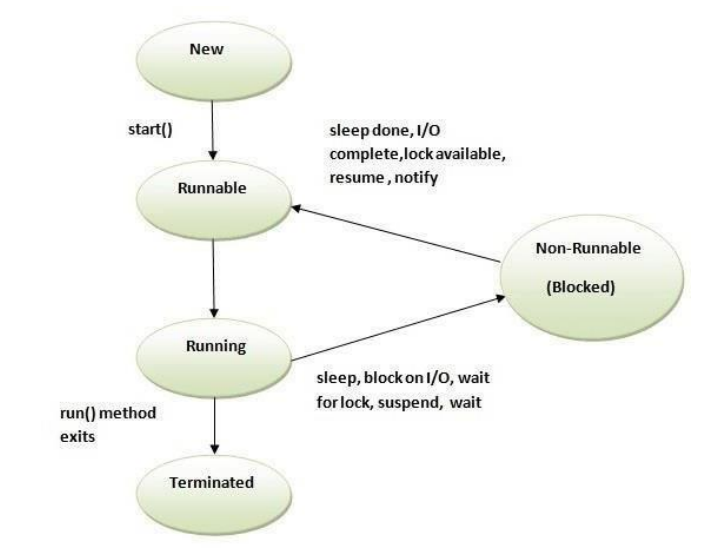 New
start()
sleep done, I/O
complete,lock available,
resume , notify
Runnable
Non-Runnable
(Blocked)
Running
sleep, block on I/O, wait
for lock, suspend, wait
run() method
exits
Terminated